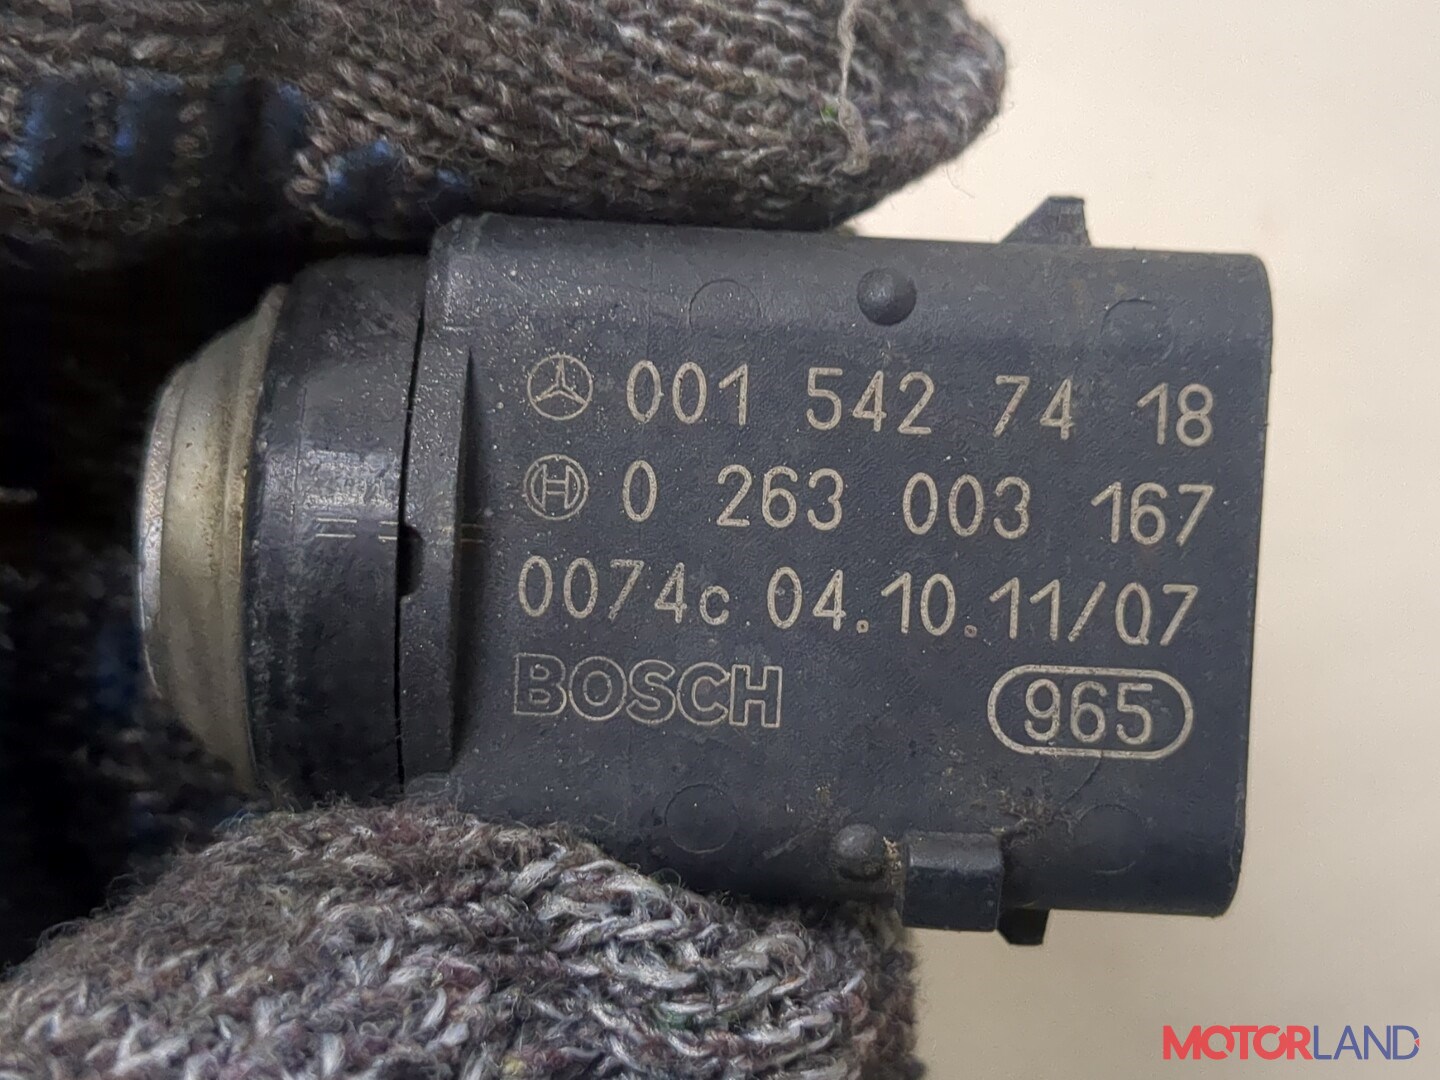 001 542 74 18
0 263 003 167
0074c 04.10.11/07
BOSCH
965
MOTORLAND